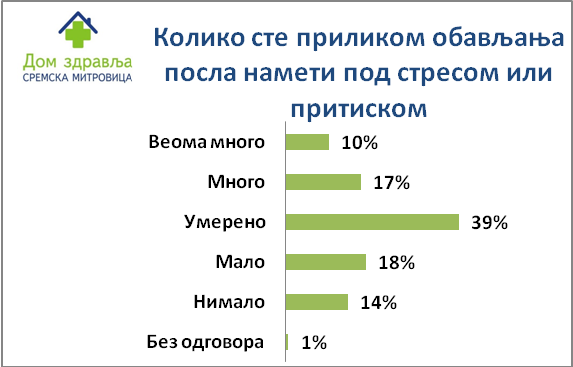 Дом здравља
СРЕМСКА МИТРОВИЦА
Колико сте приликом обављања
посла намети под стресом или
притиском
Веома много 10%
Много 17%
Умерено 39%
Мало 18%
Нимало 14%
Без одговора 1%